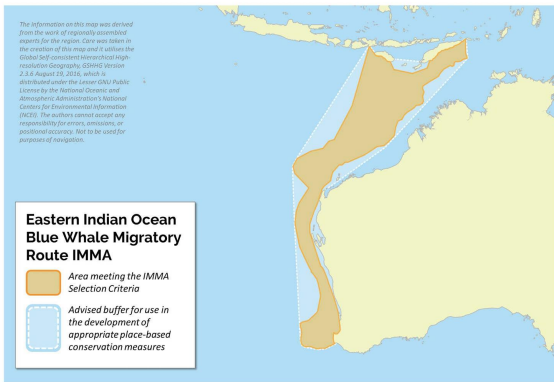 The information on this map was derived
from the work of regionally assembled
experts for the region. Care was taken in
the creation of this map and it utilises the
Global Self-consistent Hierarchical High-
resolution Geography, GSHHG Version
2.3.6 August 19, 2016, which is
distributed under the Lesser GNU Public
License by the National Oceanic and
Atmospheric Administration's National
Centers for Environmental Information
(NCEI). The authors cannot accept any
responsibility for errors, omissions, or
positional accuracy. Not to be used for
purposes of navigation.
Eastern Indian Ocean
Blue Whale Migratory
Route IMMA
Area meeting the IMMA
Selection Criteria
Advised buffer for use in
the development of
appropriate place-based
conservation measures